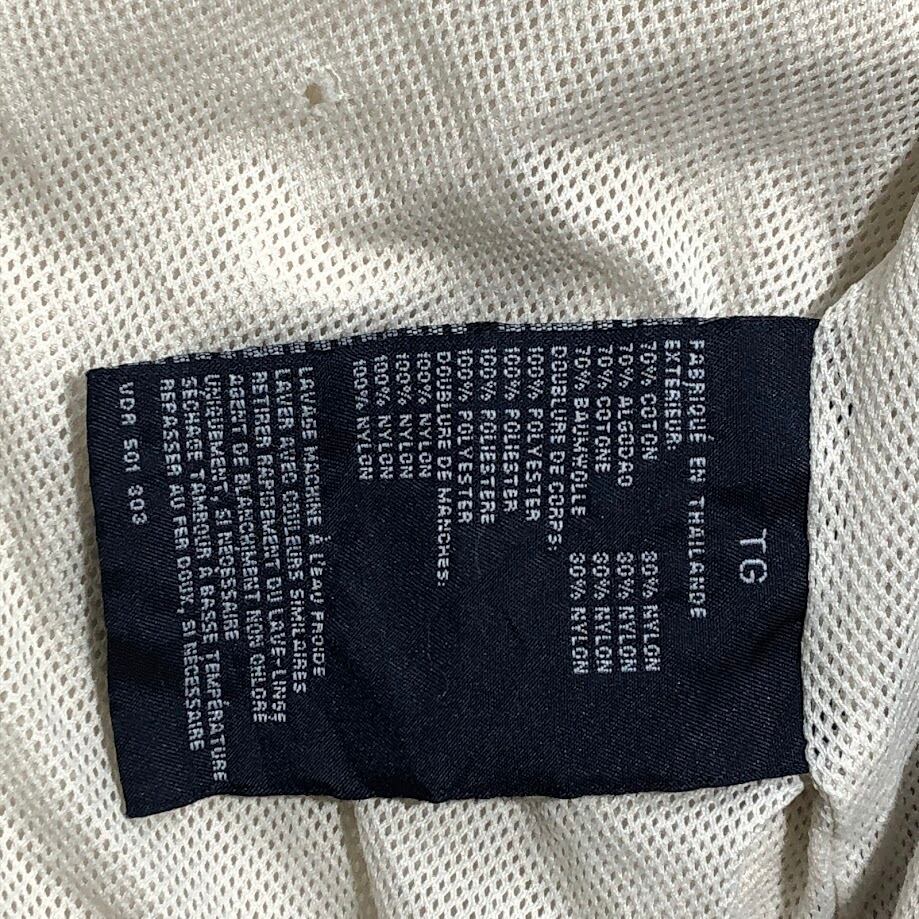 TG
FABRIQUÉ EN THAILANDE
EXTÉRIEUR
70% COTON 30% NYLON
70% ALGODAO 30% NYLON
70% COTONE 30% NYLON
70% BAUMWOLLE 30% NYLON
DOUBLURE DE CORPS:
100% POLYESTER
100% POLIESTER
100% POLIESTERE
100% POLYESTER
DOUBLURE DE MANCHES:
100% NYLON
100% NYLON
100% NYLON
100% NYLON
LAVAGE MACHINE À L'EAU FROIDE
LAVER AVEC COULEURS SIMILAIRES
RETIRER RAPIDEMENT DU LAVE-LINGE
AGENT DE BLANCHIMENT NON CHLORÉ
UNIQUEMENT, SI NÉCESSAIRE
SÉCHAGE TAMBOUR À BASSE TEMPÉRATURE
REPASSER AU FER DOUX, SI NÉCESSAIRE
VDR 501 303